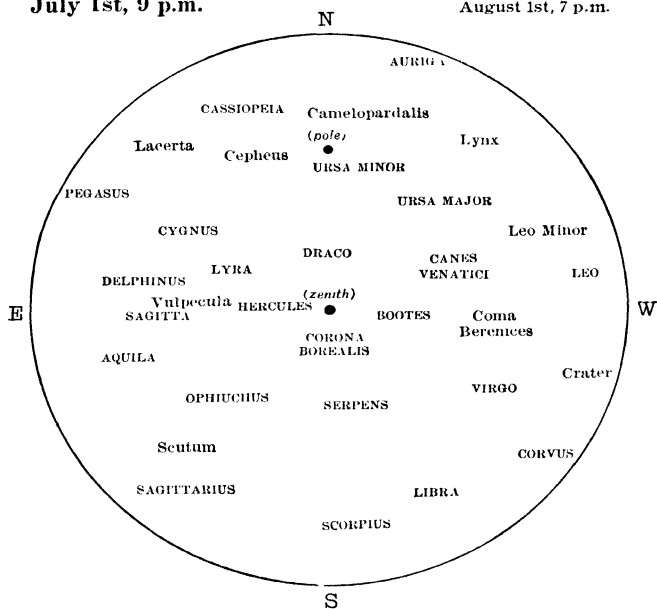 July 1st, 9 p.m.
August 1st, 7 p.m.
N
AURIGA
CASSIOPEIA
Camelopardalis
(pole)
Lacerta
Cepheus
Lynx
URSA MINOR
PEGASUS
URSA MAJOR
CYGNUS
Leo Minor
DRACO
LYRA
CANES
VENATICI
LEO
DELPHINUS
Vulpecula
HERCULES
(zenith)
E
SAGITTA
BOOTES
Coma
Berenices
W
CORONA
BOREALIS
AQUILA
Crater
OPHIUCHUS
SERPENS
VIRGO
Scutum
CORVUS
SAGITTARIUS
LIBRA
SCORPIUS
S